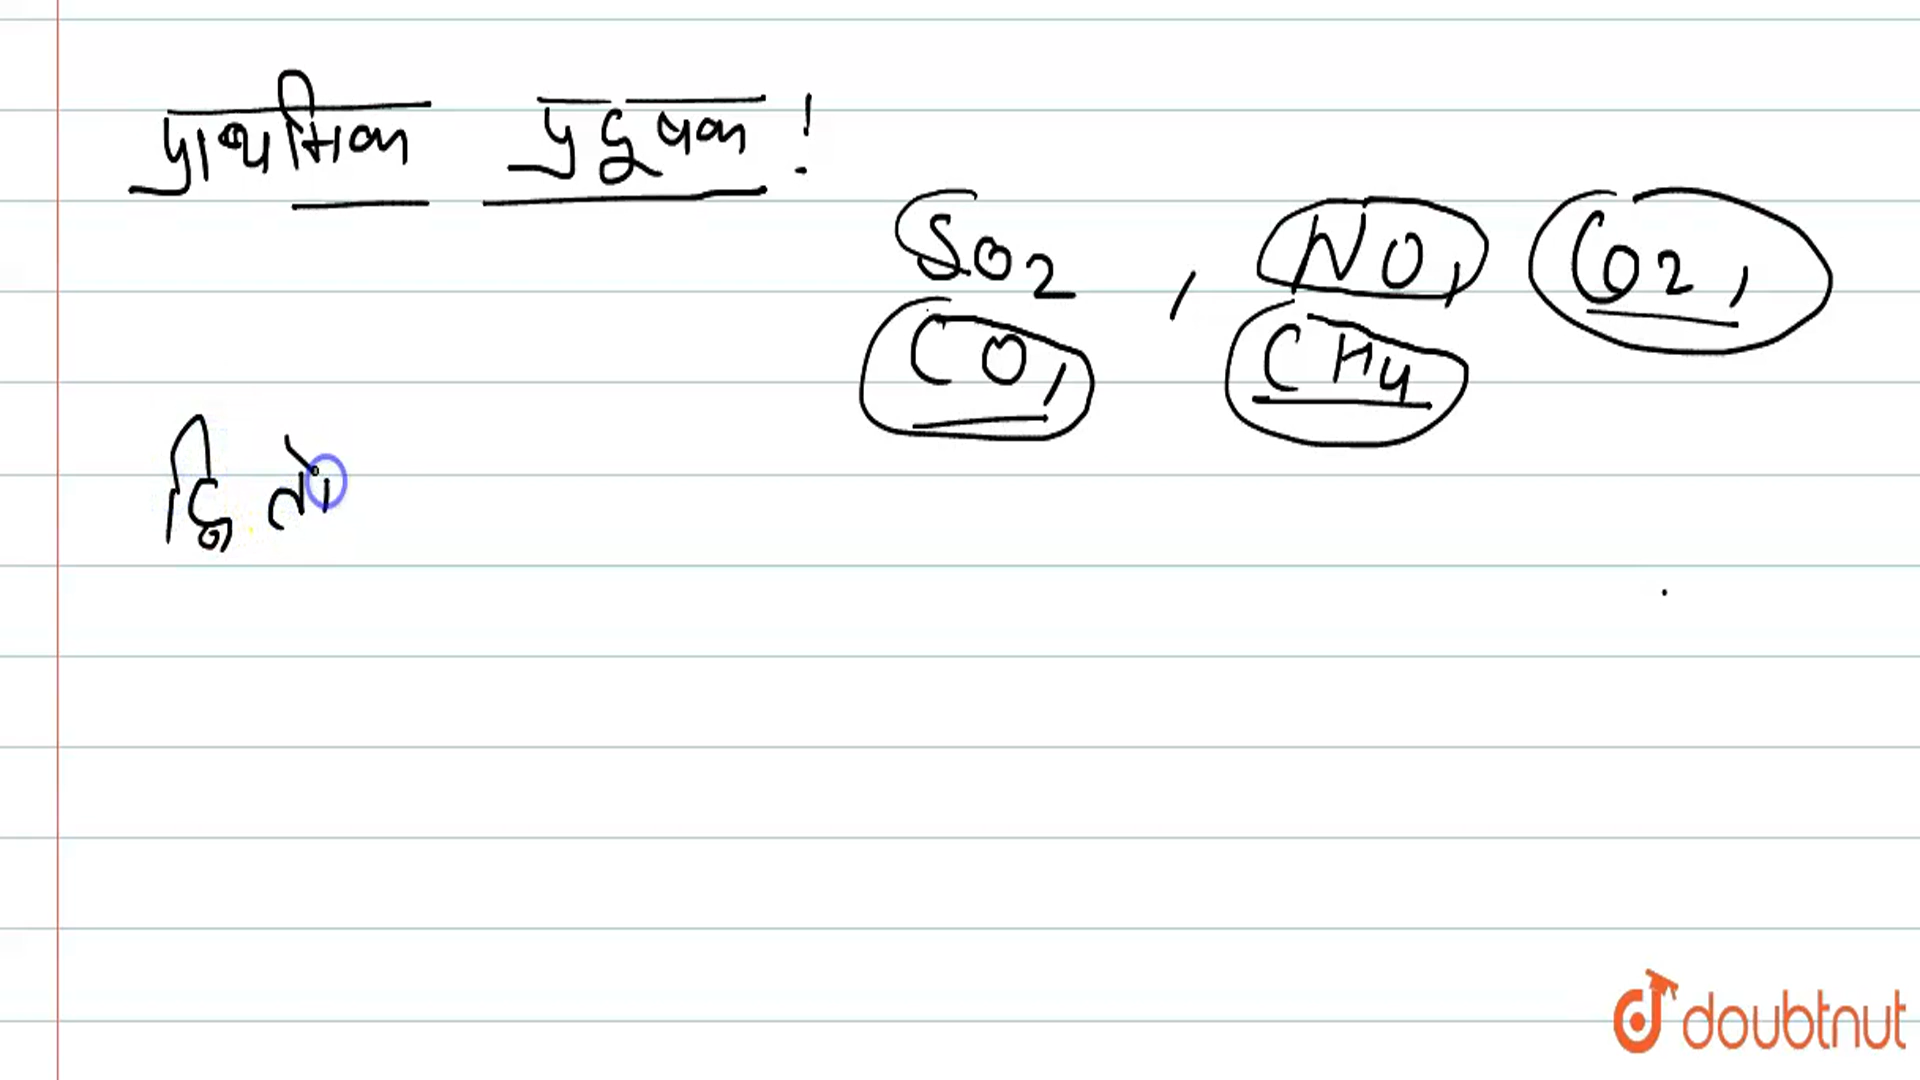 प्राथमिक प्रदुषक !
SO2 , NO, CO2,
CO, CH4
doubtnut